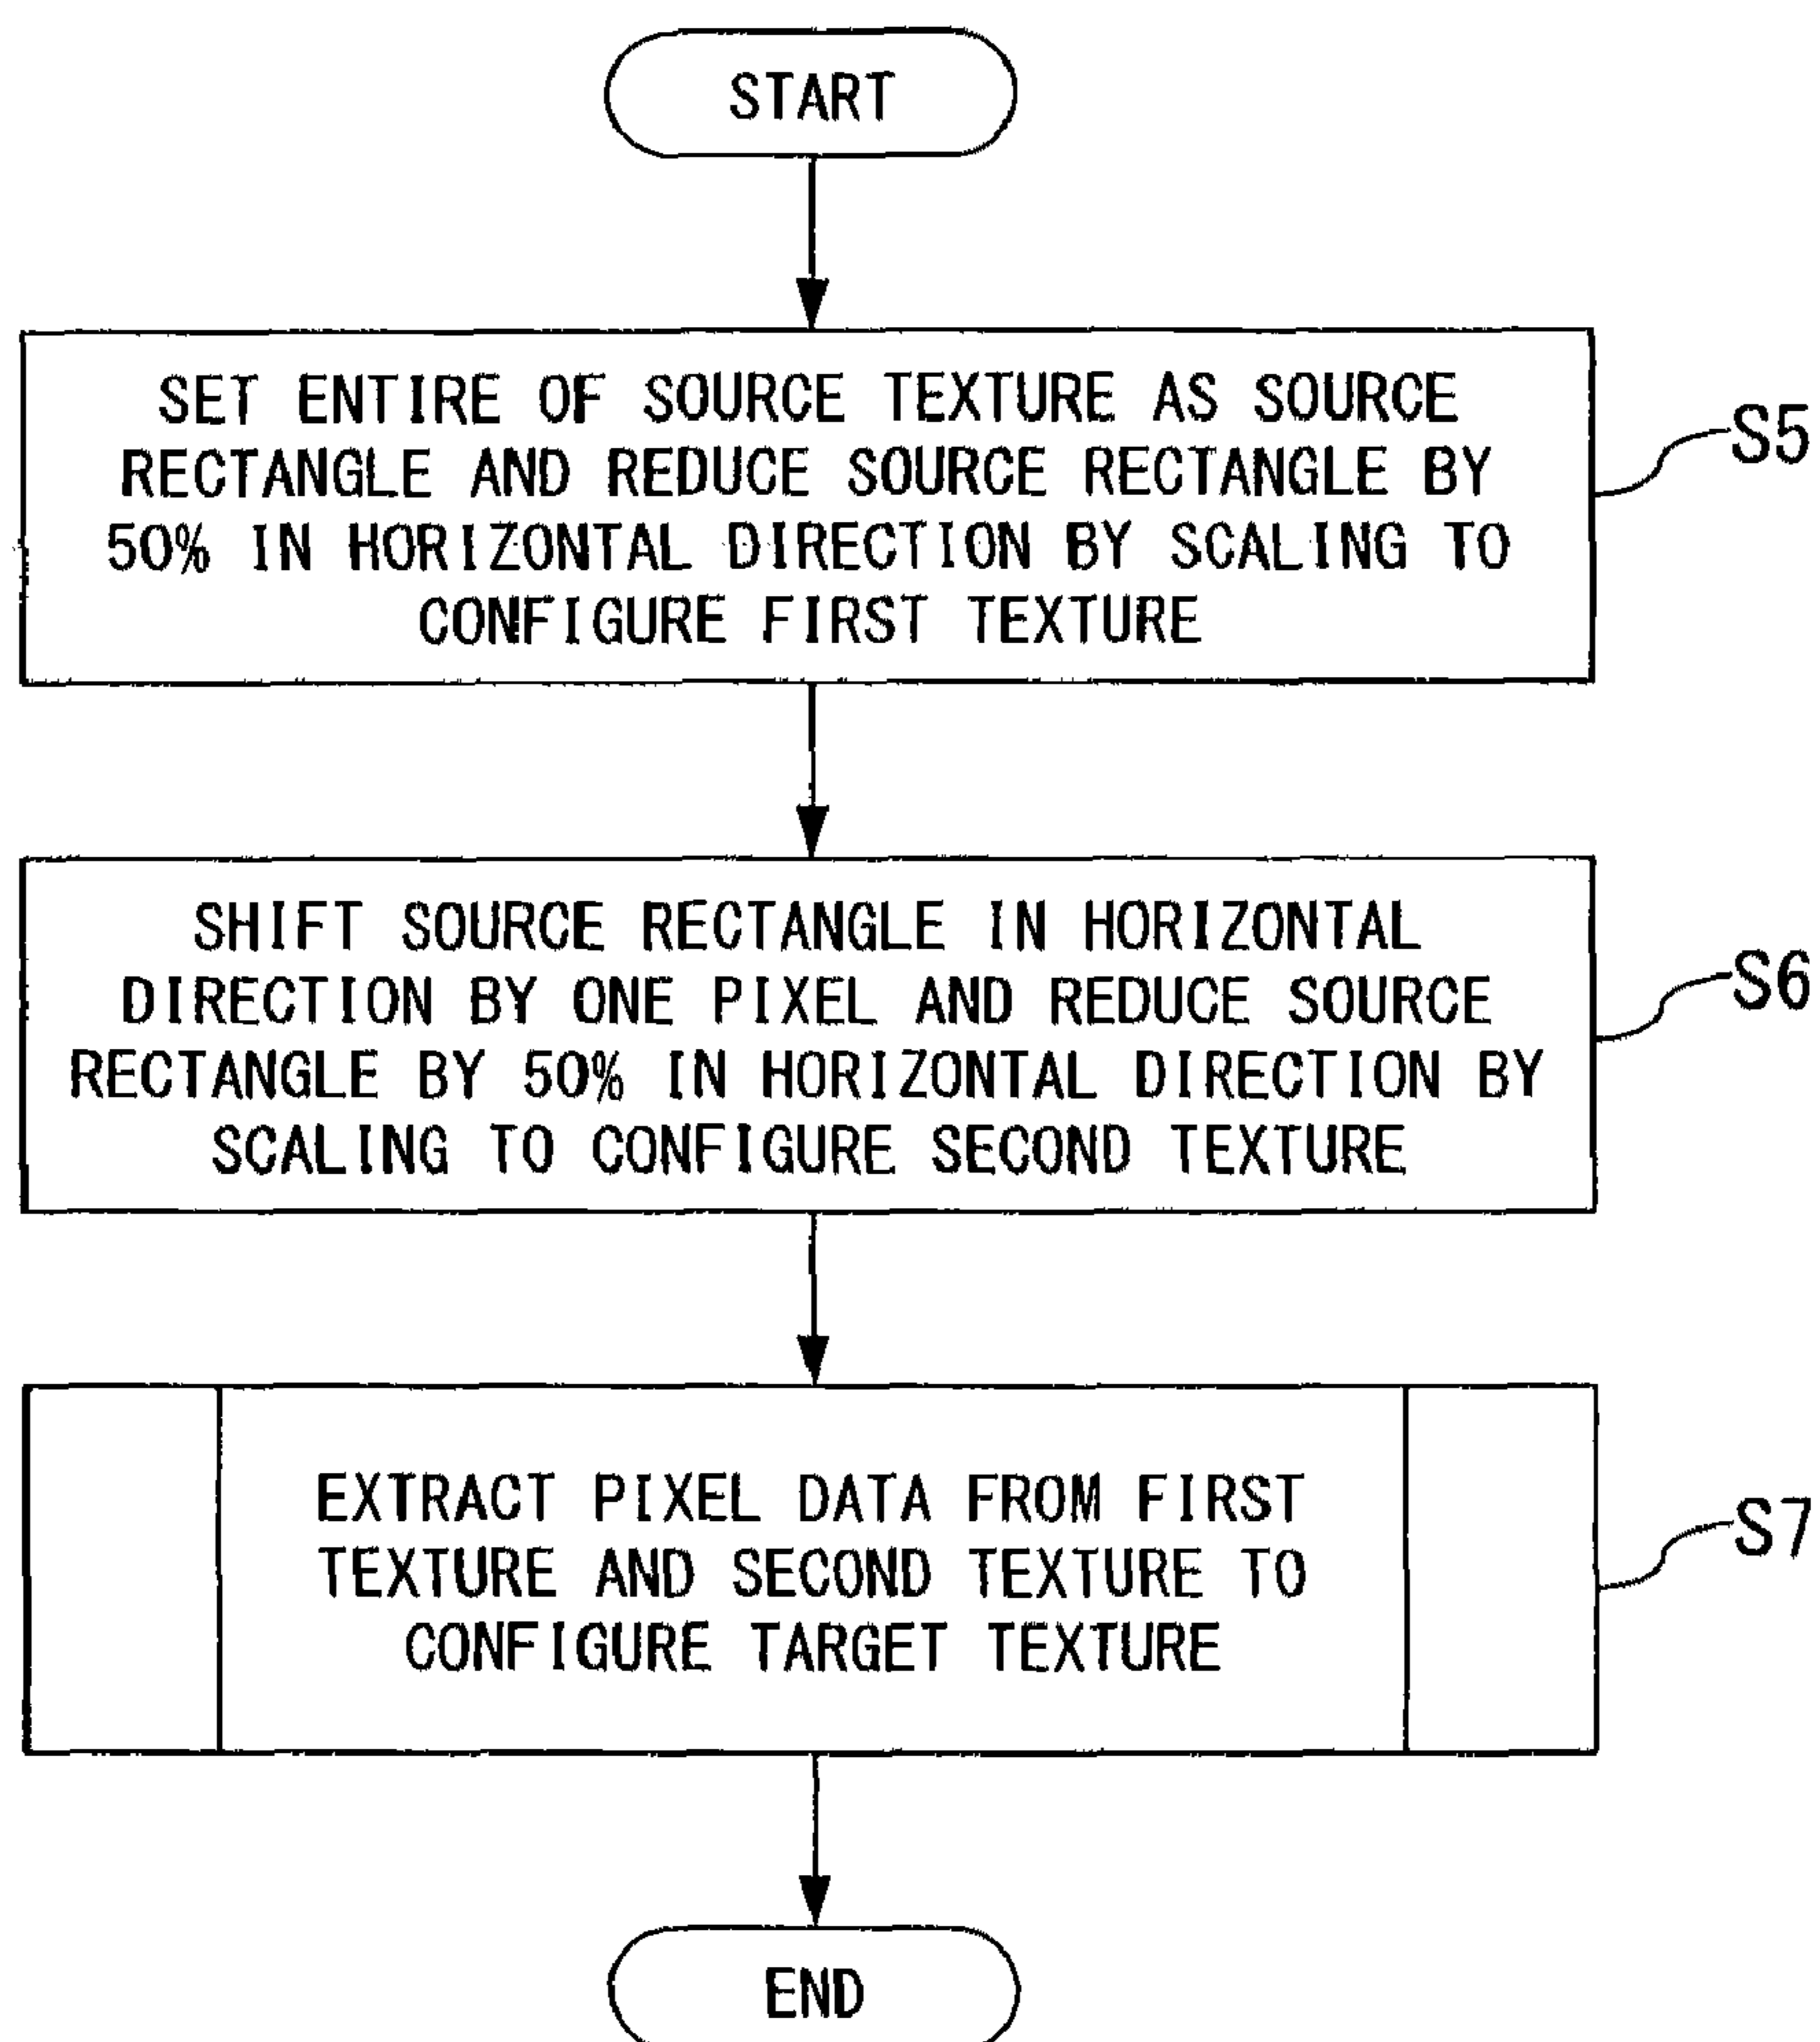 START
SET ENTIRE OF SOURCE TEXTURE AS SOURCE
RECTANGLE AND REDUCE SOURCE RECTANGLE BY
50% IN HORIZONTAL DIRECTION BY SCALING TO
CONFIGURE FIRST TEXTURE
S5
SHIFT SOURCE RECTANGLE IN HORIZONTAL
DIRECTION BY ONE PIXEL AND REDUCE SOURCE
RECTANGLE BY 50% IN HORIZONTAL DIRECTION BY
SCALING TO CONFIGURE SECOND TEXTURE
S6
EXTRACT PIXEL DATA FROM FIRST
TEXTURE AND SECOND TEXTURE TO
CONFIGURE TARGET TEXTURE
S7
END